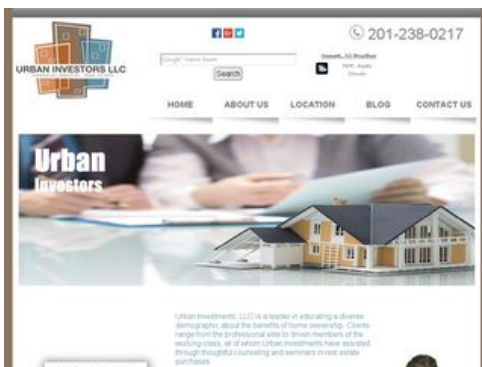 201-238-0217
URBAN INVESTORS LLC
Search
HOME ABOUT US LOCATION BLOG CONTACT US
Urban
Investors
Urban Investments, LLC is a leader in educating a diverse
demographic about the benefits of home ownership. Clients
range from the professional elite to driven members of the
working-class, all of whom Urban Investments have assisted
through thoughtful counseling and seminars in real estate
purchases